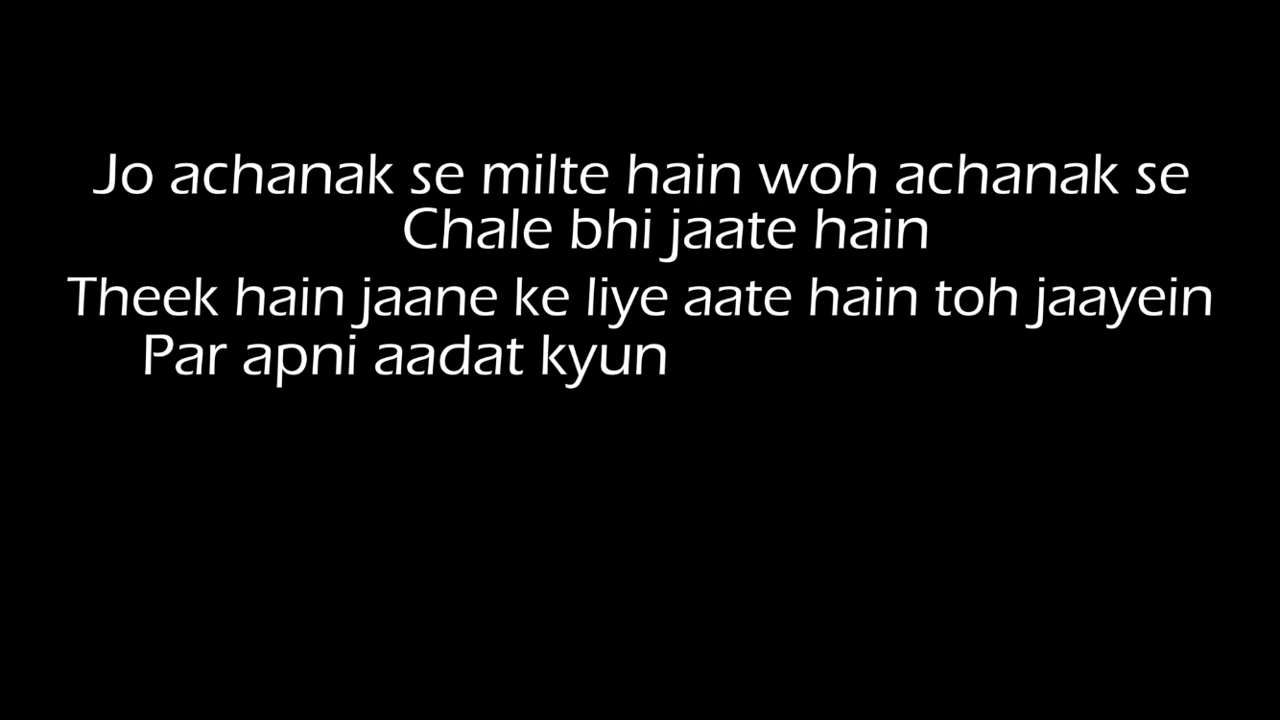 Jo achanak se milte hain woh achanak se
Chale bhi jaate hain
Theek hain jaane ke liye aate hain toh jaayein
Par apni aadat kyun